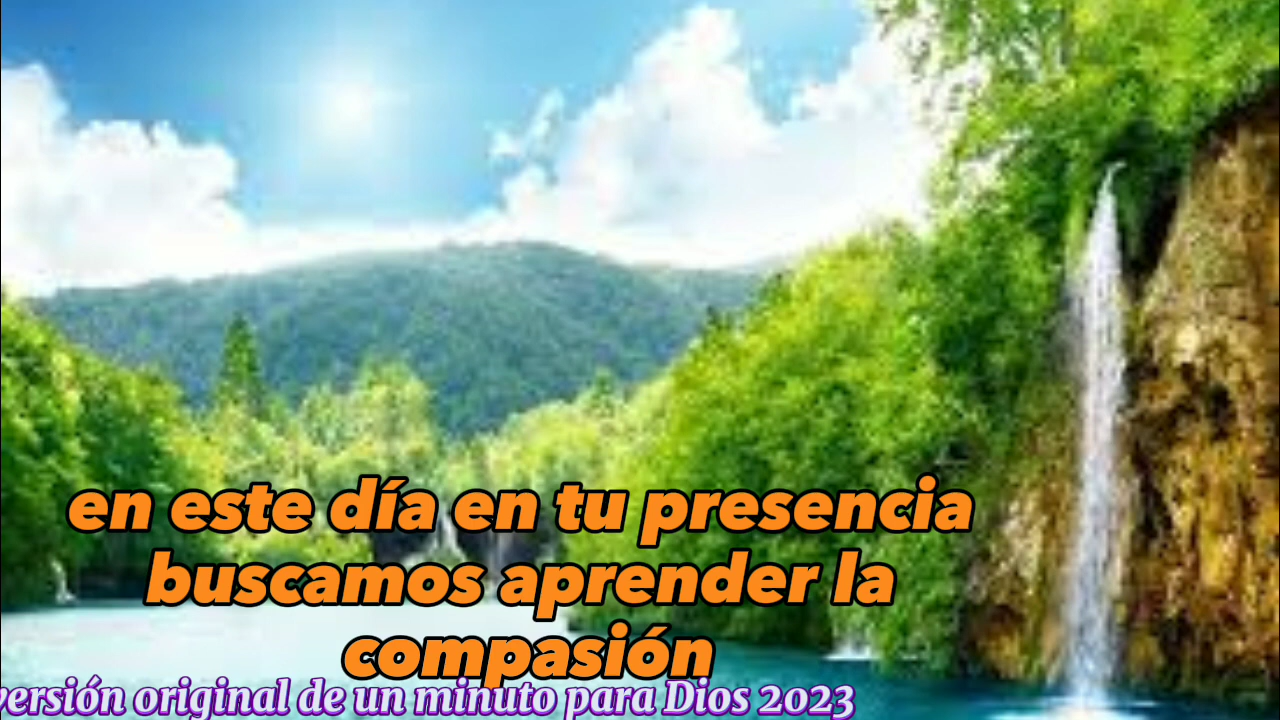 en este día en tu presencia
buscamos aprender la
compasión
versión original de un minuto para Dios 2023